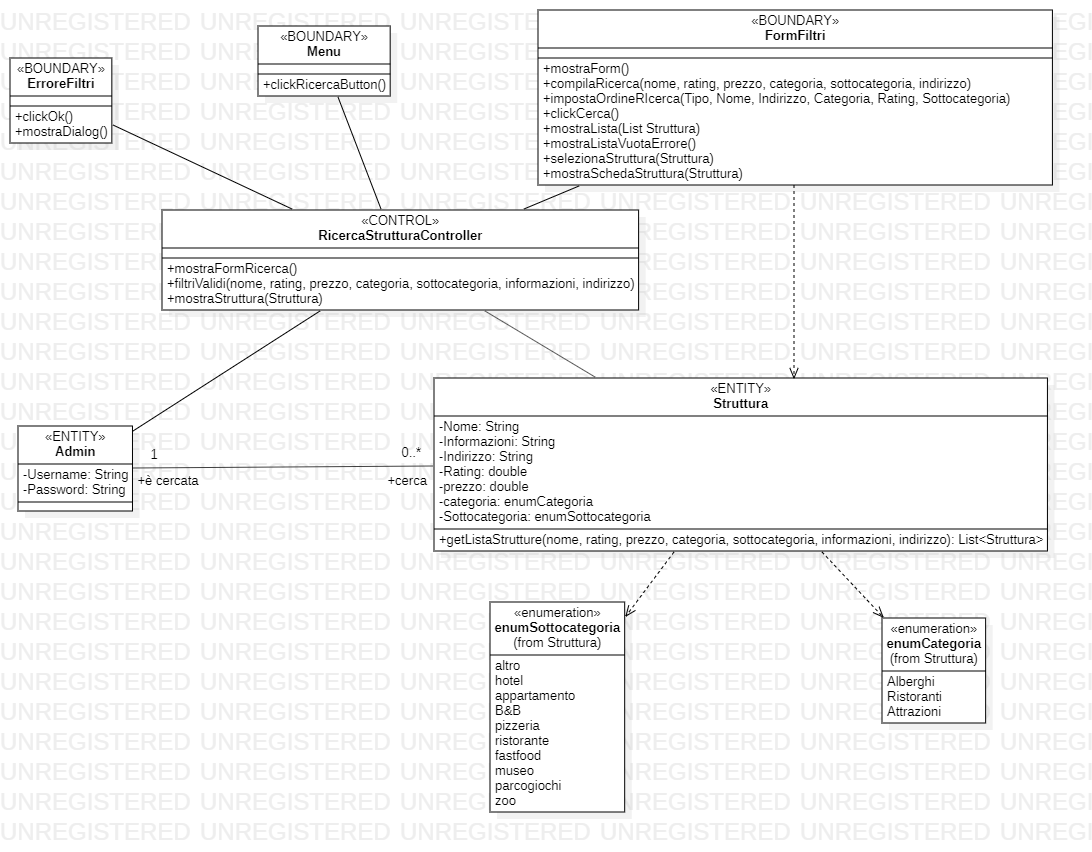 «BOUNDARY»
ErroreFiltri
+clickOk()
+mostraDialog()
«BOUNDARY»
Menu
+clickRicercaButton()
«BOUNDARY»
FormFiltri
+mostraForm()
+compilaRicerca(nome, rating, prezzo, categoria, sottocategoria, indirizzo)
+impostaOrdineRIcerca(Tipo, Nome, Indirizzo, Categoria, Rating, Sottocategoria)
+clickCerca()
+mostraLista(List Struttura)
+mostraListaVuotaErrore()
+selezionaStruttura(Struttura)
+mostraSchedaStruttura(Struttura)
«CONTROL»
RicercaStrutturaController
+mostraFormRicerca()
+filtriValidi(nome, rating, prezzo, categoria, sottocategoria, informazioni, indirizzo)
+mostraStruttura(Struttura)
«ENTITY»
Admin
-Username: String
-Password: String
1
+è cercata
0..*
+cerca
«ENTITY»
Struttura
-Nome: String
-Informazioni: String
-Indirizzo: String
-Rating: double
-prezzo: double
-categoria: enumCategoria
-Sottocategoria: enumSottocategoria
+getListaStrutture(nome, rating, prezzo, categoria, sottocategoria, informazioni, indirizzo): List<Struttura>
«enumeration»
enumSottocategoria
(from Struttura)
altro
hotel
appartamento
B&B
pizzeria
ristorante
fastfood
museo
parcogiochi
zoo
«enumeration»
enumCategoria
(from Struttura)
Alberghi
Ristoranti
Attrazioni
UNREGISTERED